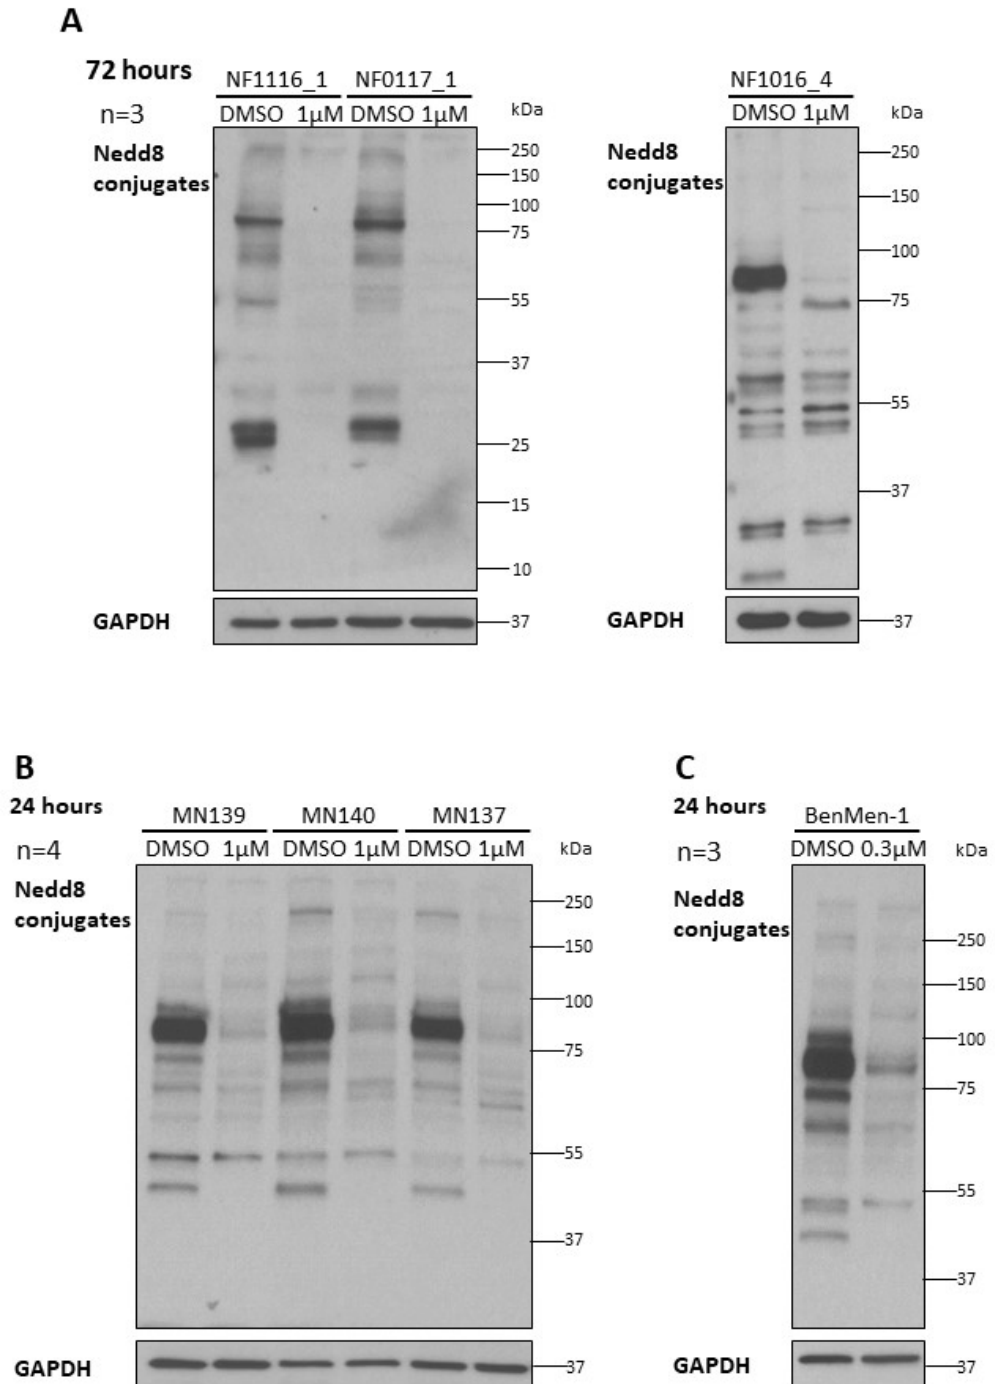 A
72 hours
NF1116_1 NF0117_1
n=3
DMSO 1µM DMSO 1µM
kDa
Nedd8
conjugates
250
150
100
75
55
37
25
15
10
GAPDH
37
NF1016_4
DMSO 1µM
kDa
Nedd8
conjugates
250
150
100
75
55
37
GAPDH
37
B
24 hours
MN139 MN140 MN137
n=4
DMSO 1µM DMSO 1µM DMSO 1µM
kDa
Nedd8
conjugates
250
150
100
75
55
37
GAPDH
37
C
24 hours
BenMen-1
n=3
DMSO 0.3µM
kDa
Nedd8
conjugates
250
150
100
75
55
37
GAPDH
37